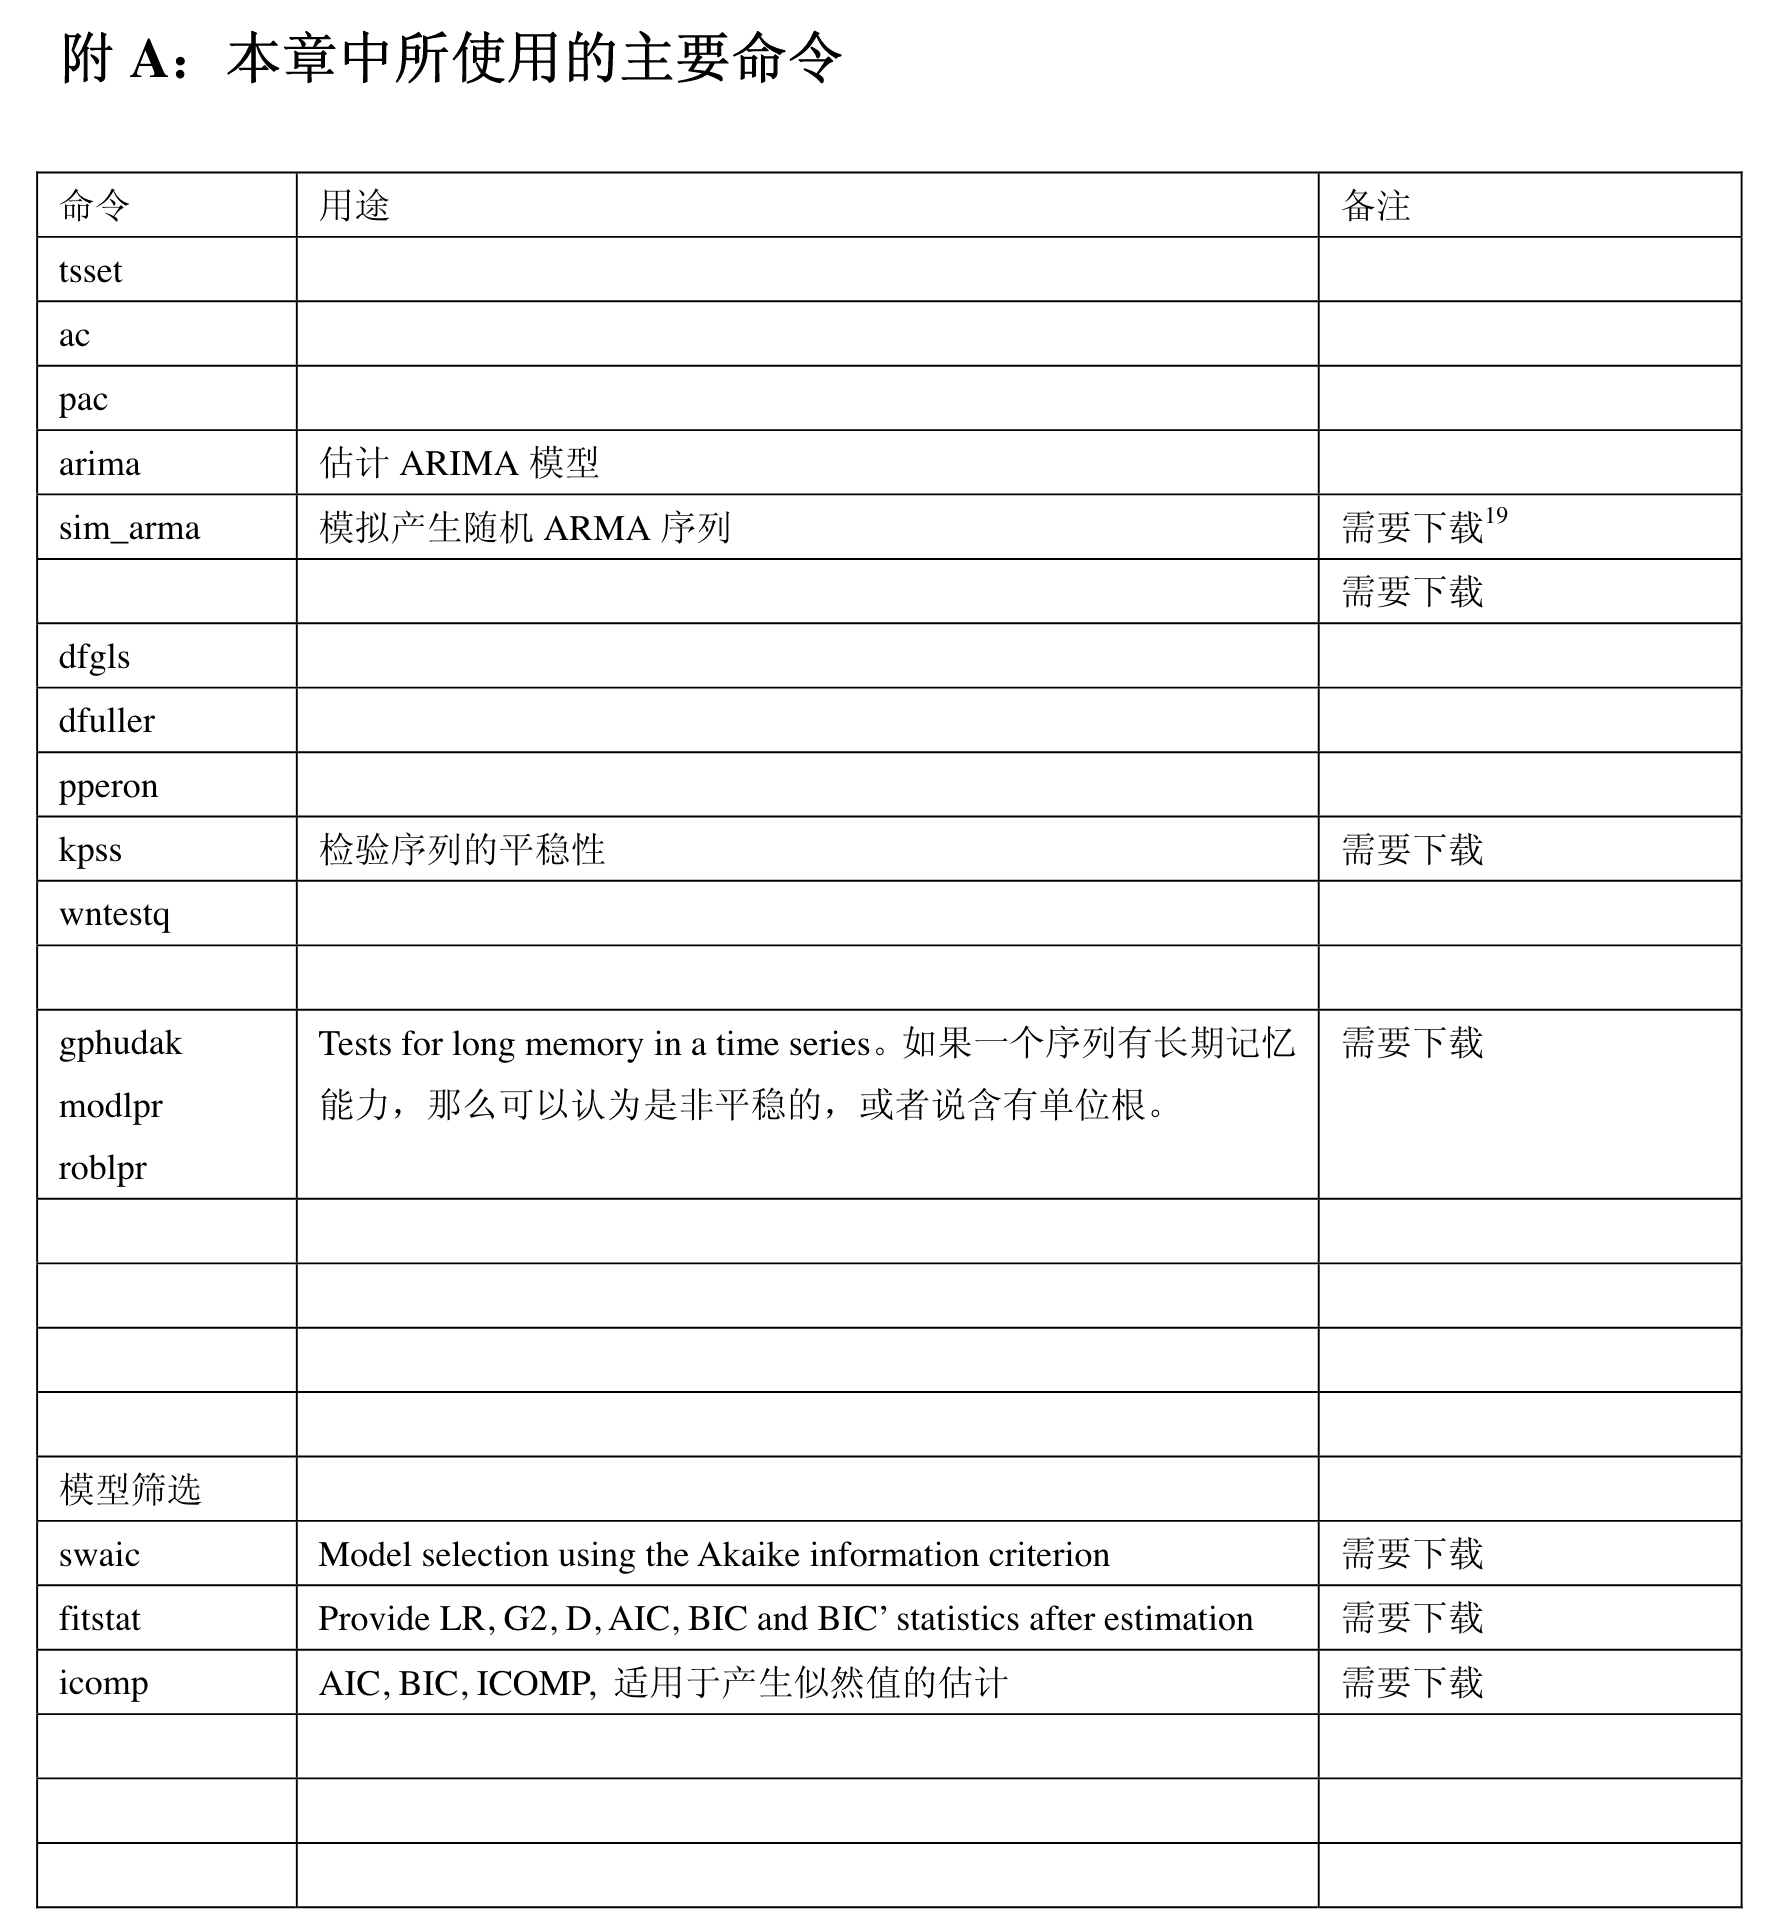 附 A：本章中所使用的主要命令
命令 用途 备注
tsset
ac
pac
arima 估计 ARIMA 模型
sim_arma 模拟产生随机 ARMA 序列 需要下载19
需要下载
dfgls
dfuller
pperon
kpss 检验序列的平稳性 需要下载
wntestq
gphudak Tests for long memory in a time series。如果一个序列有长期记忆 需要下载
modlpr 能力，那么可以认为是非平稳的，或者说含有单位根。
roblpr
模型筛选
swaic Model selection using the Akaike information criterion 需要下载
fitstat Provide LR, G2, D, AIC, BIC and BIC’ statistics after estimation 需要下载
icomp AIC, BIC, ICOMP, 适用于产生似然值的估计 需要下载